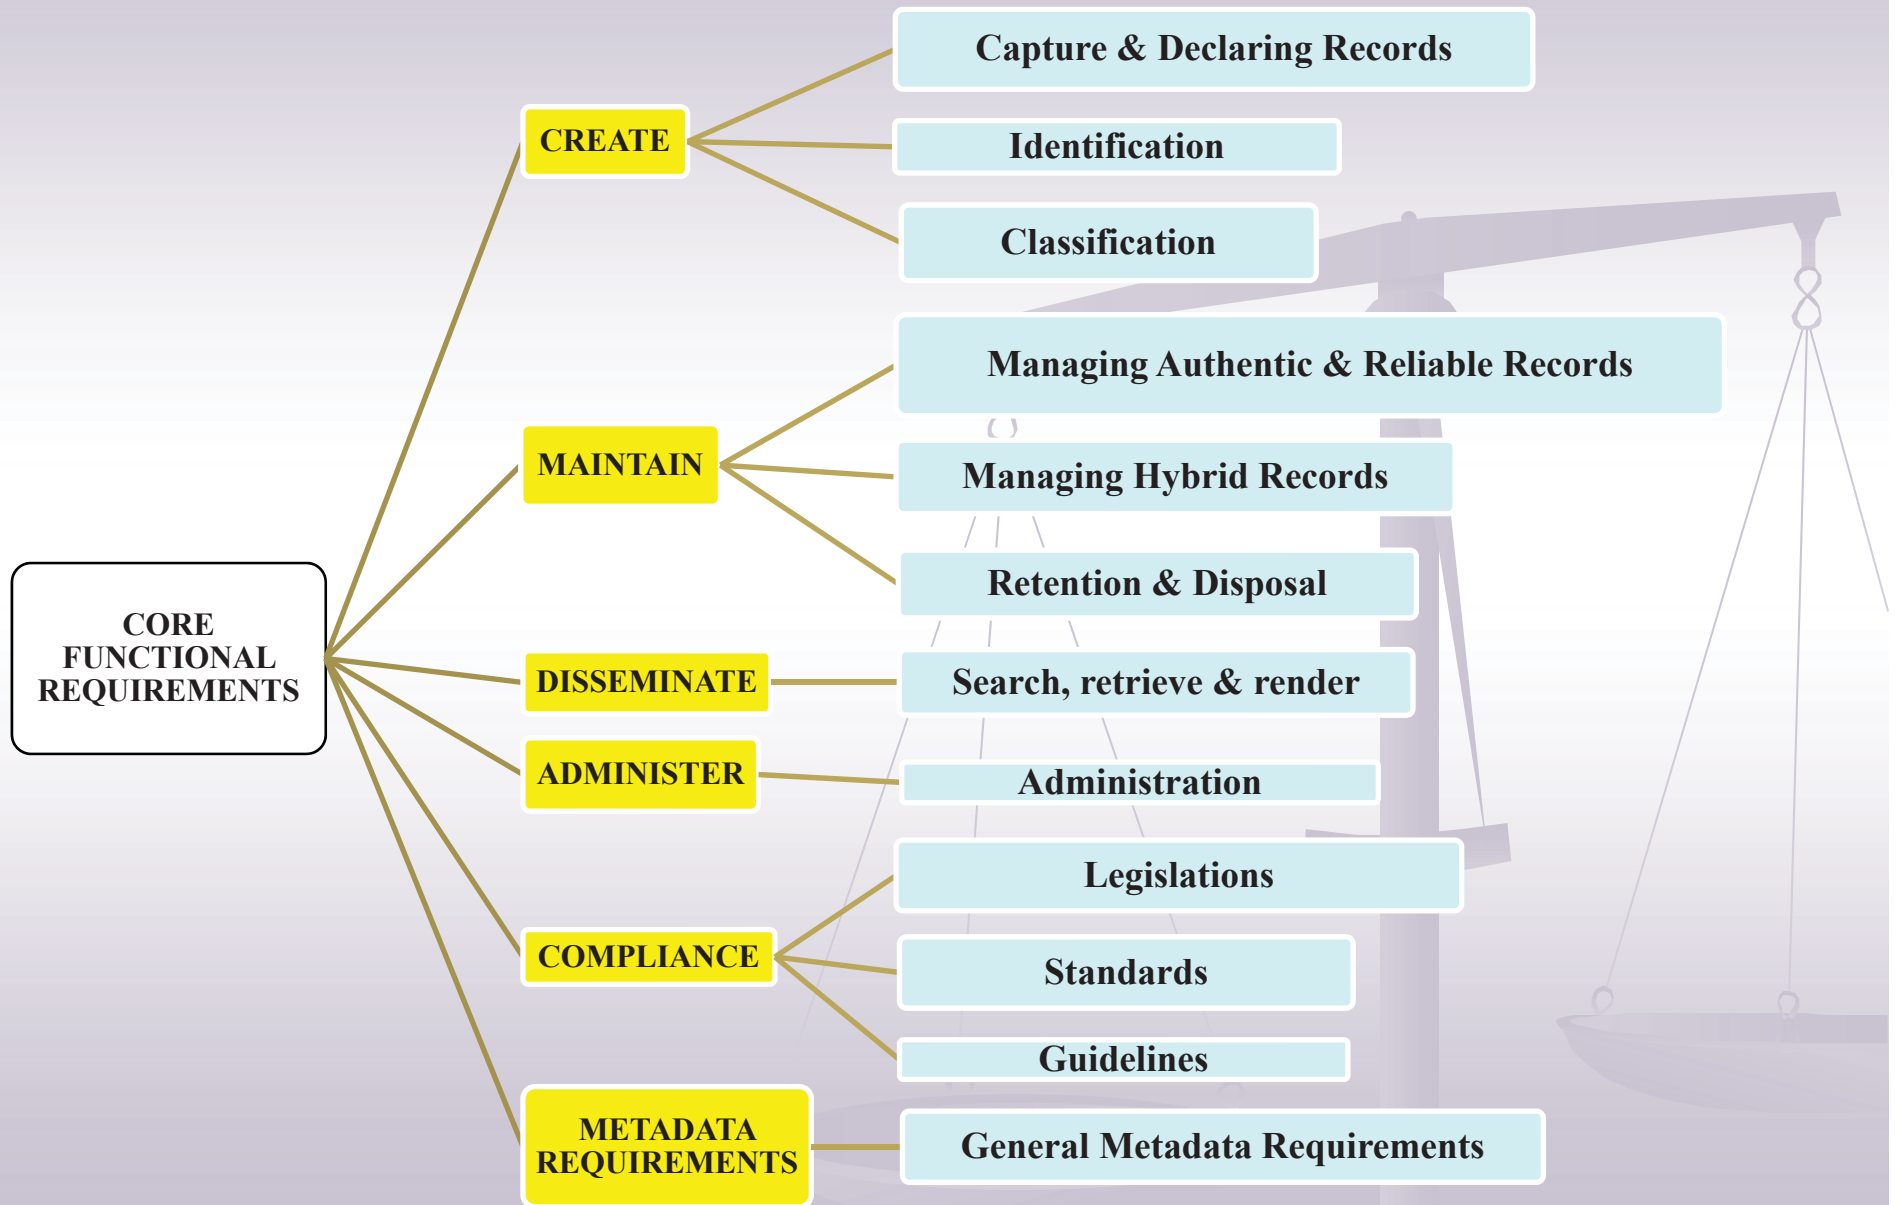 CORE
FUNCTIONAL
REQUIREMENTS
CREATE
Capture & Declaring Records
Identification
Classification
MAINTAIN
Managing Authentic & Reliable Records
Managing Hybrid Records
Retention & Disposal
DISSEMINATE
Search, retrieve & render
ADMINISTER
Administration
COMPLIANCE
Legislations
Standards
Guidelines
METADATA
REQUIREMENTS
General Metadata Requirements